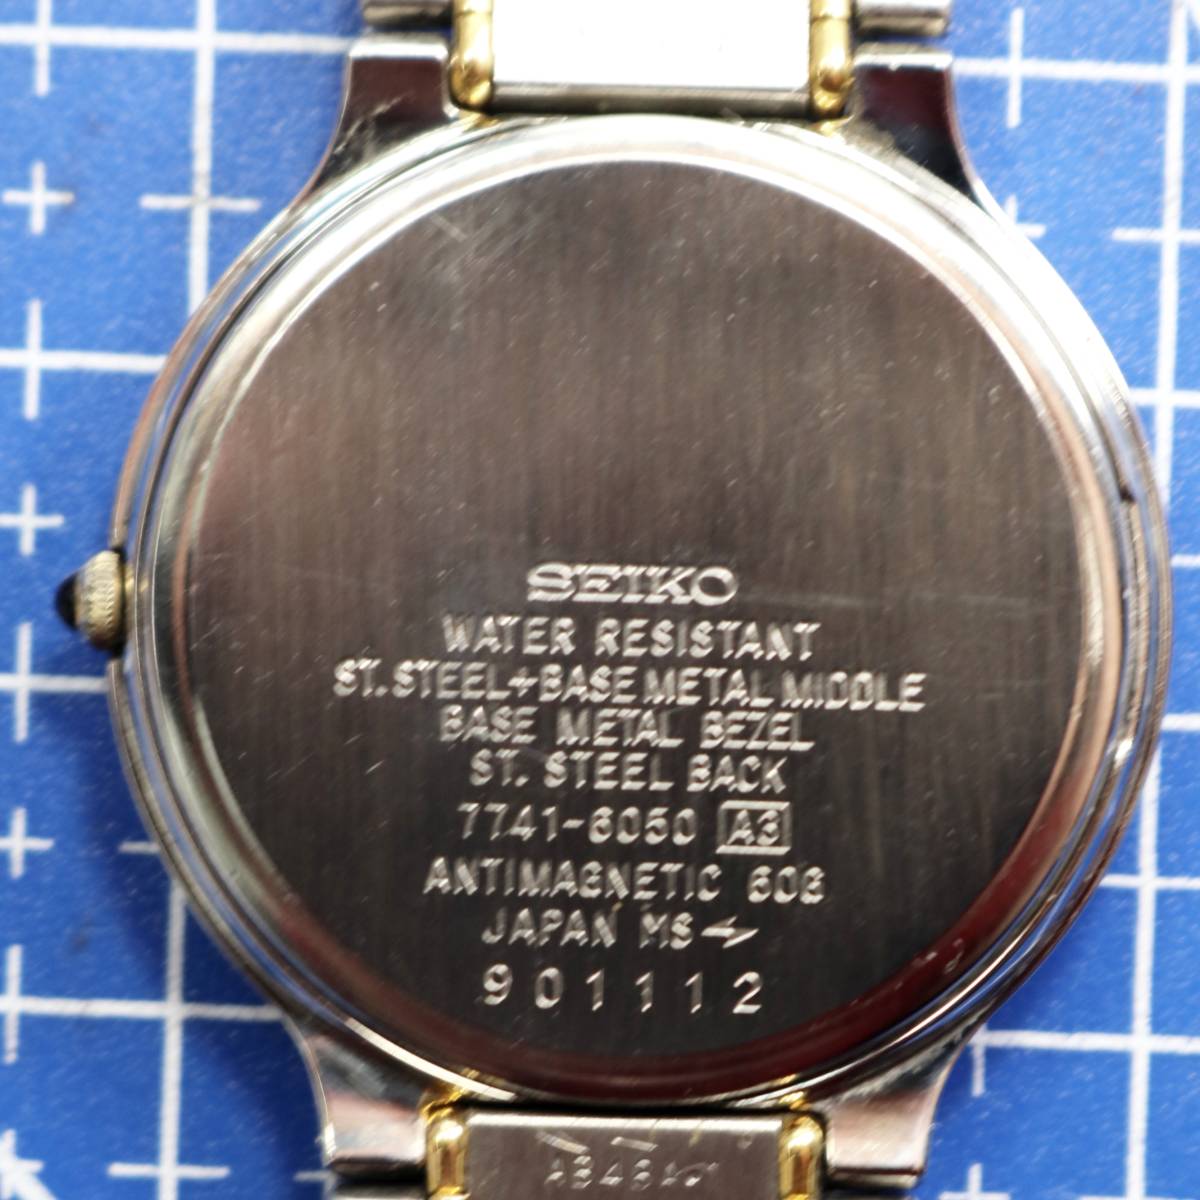 SEIKO
WATER RESISTANT
ST.STEEL+BASE METAL MIDDLE
BASE METAL BEZEL
ST. STEEL BACK
7741-6050 A3
ANTIMAGNETIC 60G
JAPAN MS
901112